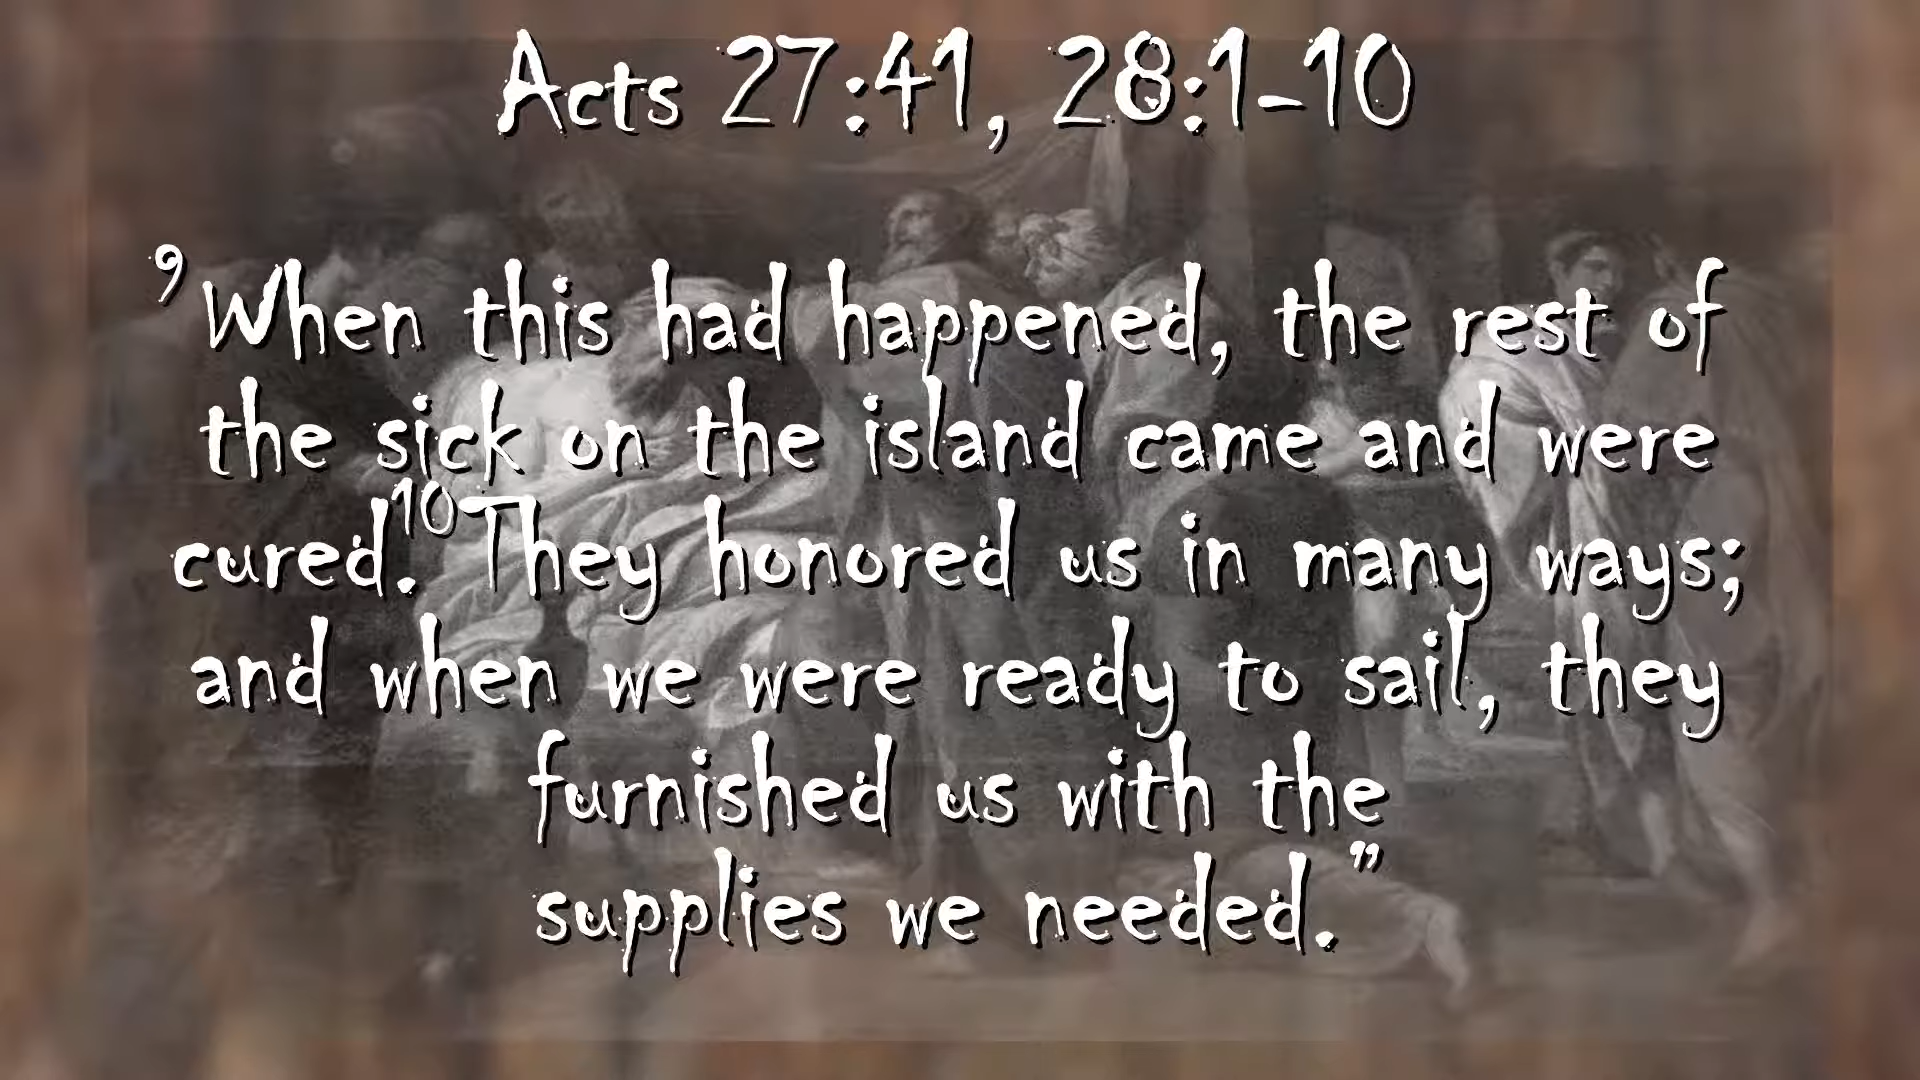 Acts 27:41, 28:1-10
9 When this had happened, the rest of
the sick on the island came and were
cured. 10 They honored us in many ways;
and when we were ready to sail, they
furnished us with the
supplies we needed.”